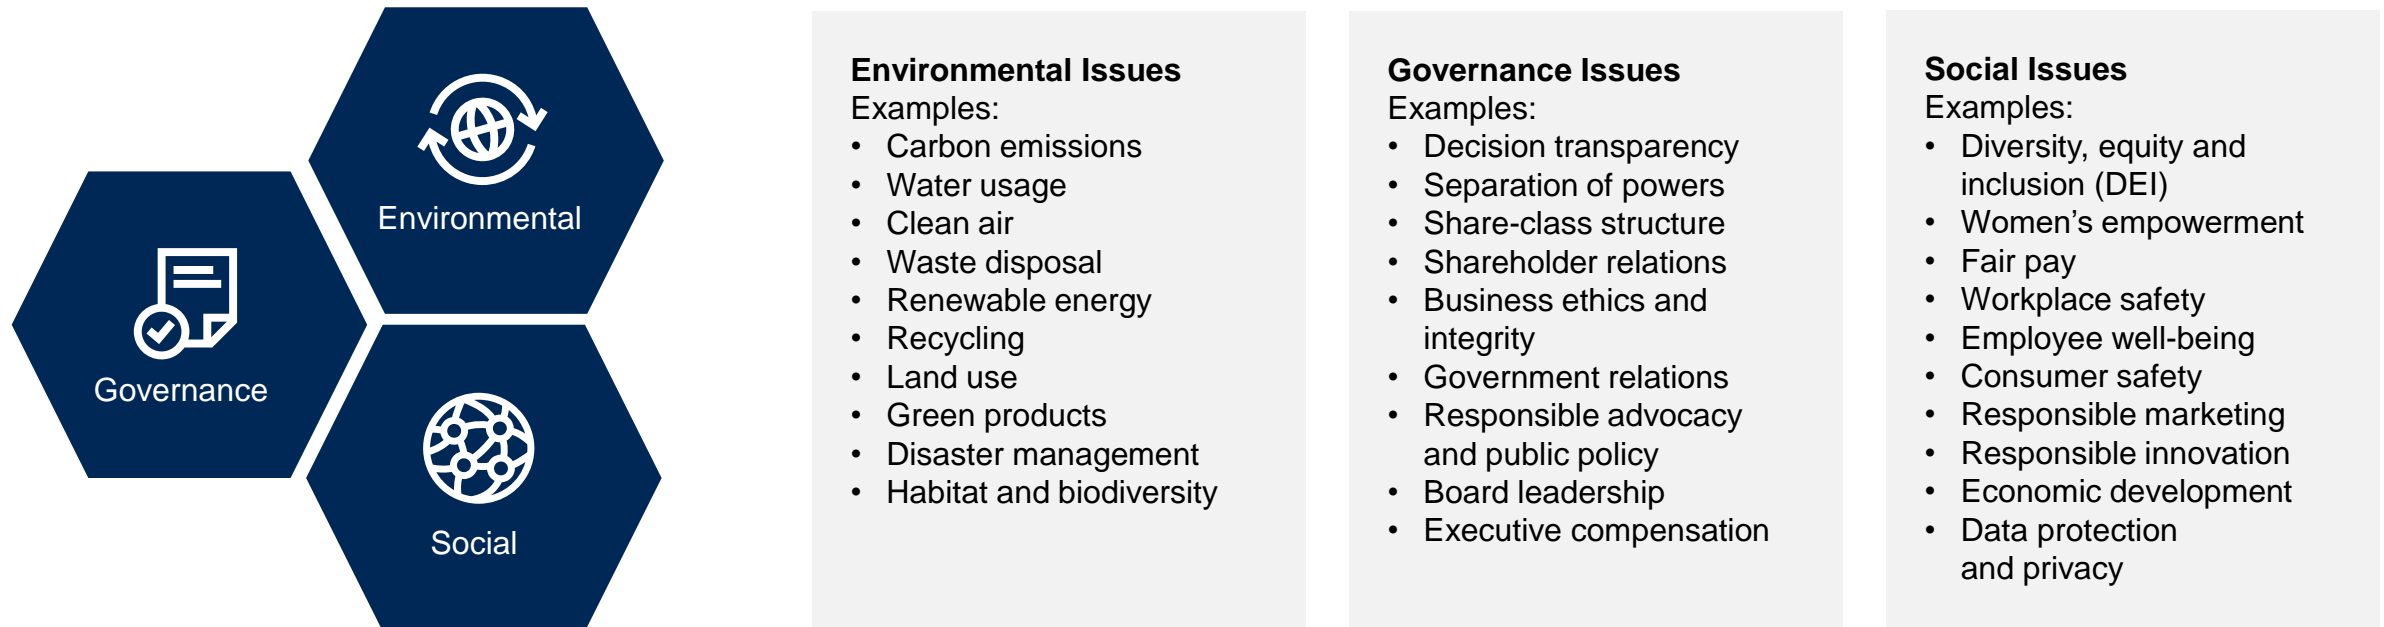 Environmental
Governance
Social
Environmental Issues
Examples:
• Carbon emissions
• Water usage
• Clean air
• Waste disposal
• Renewable energy
• Recycling
• Land use
• Green products
• Disaster management
• Habitat and biodiversity
Governance Issues
Examples:
• Decision transparency
• Separation of powers
• Share-class structure
• Shareholder relations
• Business ethics and
integrity
• Government relations
• Responsible advocacy
and public policy
• Board leadership
• Executive compensation
Social Issues
Examples:
• Diversity, equity and
inclusion (DEI)
• Women’s empowerment
• Fair pay
• Workplace safety
• Employee well-being
• Consumer safety
• Responsible marketing
• Responsible innovation
• Economic development
• Data protection
and privacy